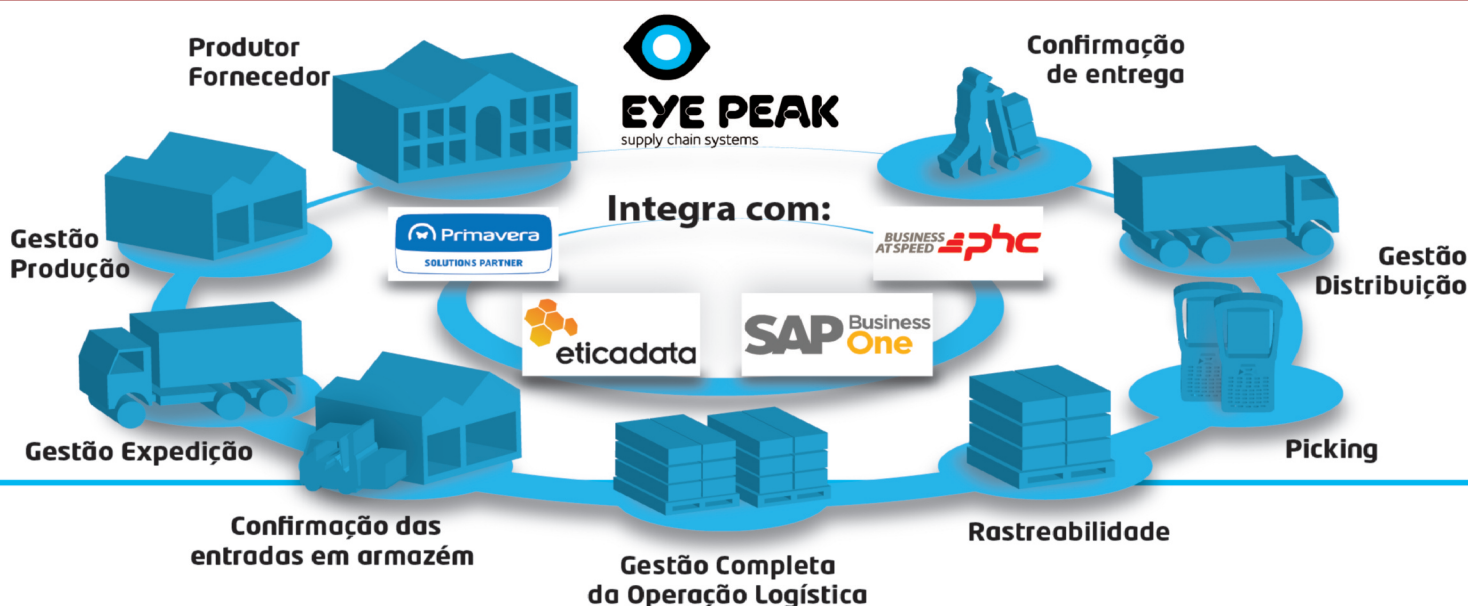 Produtor
Fornecedor
EYE PEAK
supply chain systems
Confirmação
de entrega
Integra com:
Primavera
SOLUTIONS PARTNER
BUSINESS
AT SPEED
phc
Gestão
Produção
Gestão
Distribuição
eticadata
SAP Business
One
Gestão Expedição
Picking
Confirmação das
entradas em armazém
Rastreabilidade
Gestão Completa
da Operação Logística